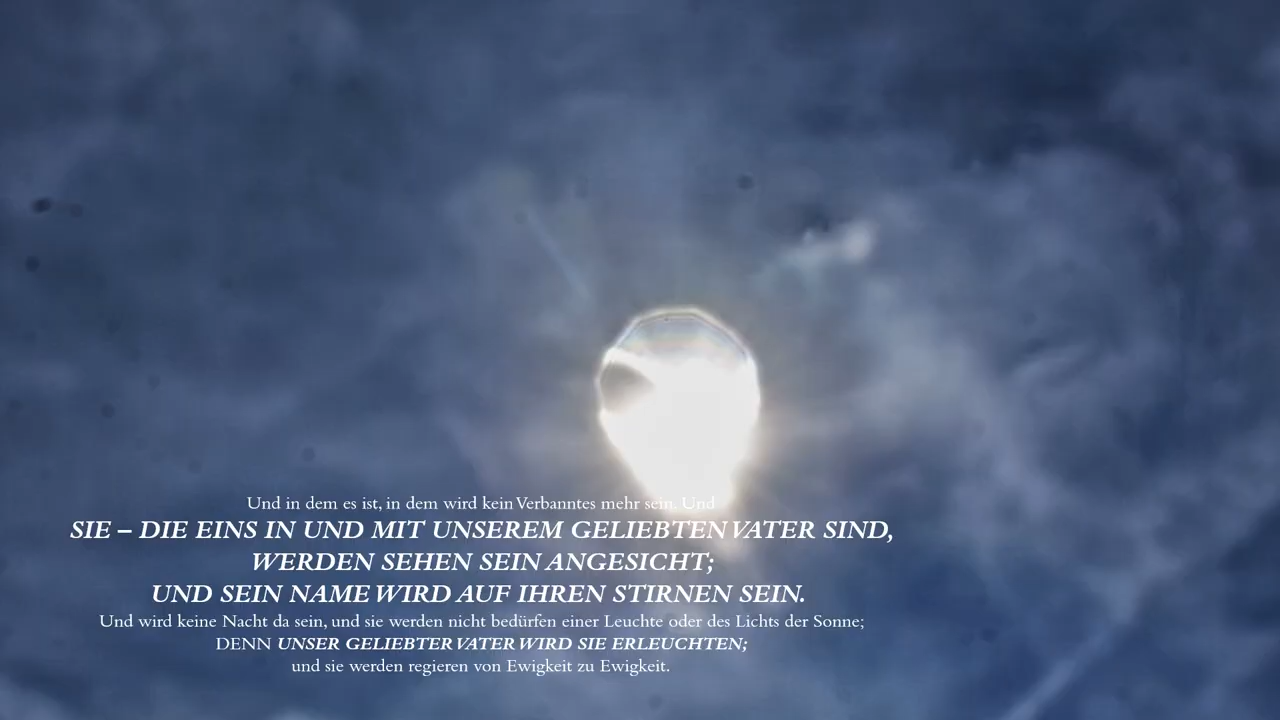 Und in dem es ist, in dem wird kein Verbanntes mehr sein. Und
SIE – DIE EINS IN UND MIT UNSEREM GELIEBTEN VATER SIND,
WERDEN SEHEN SEIN ANGESICHT;
UND SEIN NAME WIRD AUF IHREN STIRNEN SEIN.
Und wird keine Nacht da sein, und sie werden nicht bedürfen einer Leuchte oder des Lichts der Sonne;
DENN UNSER GELIEBTER VATER WIRD SIE ERLEUCHTEN;
und sie werden regieren von Ewigkeit zu Ewigkeit.